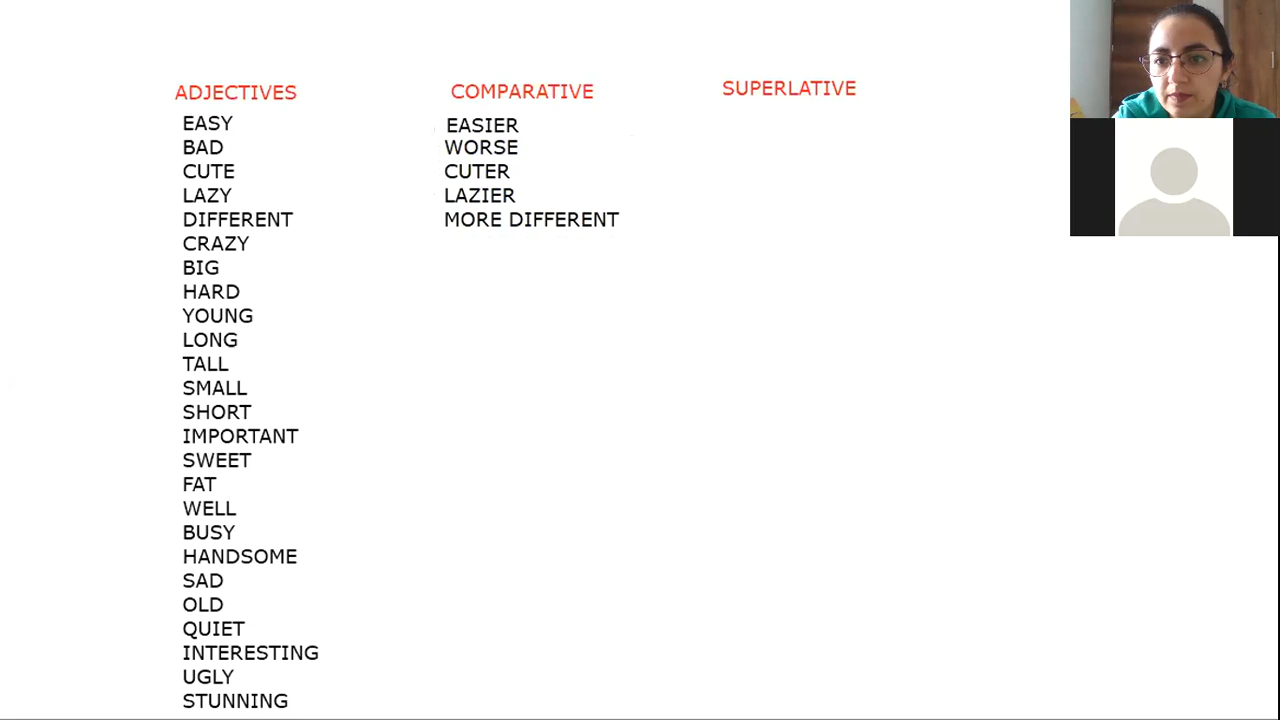 ADJECTIVES COMPARATIVE SUPERLATIVE
EASY EASIER
BAD WORSE
CUTE CUTER
LAZY LAZIER
DIFFERENT MORE DIFFERENT
CRAZY
BIG
HARD
YOUNG
LONG
TALL
SMALL
SHORT
IMPORTANT
SWEET
FAT
WELL
BUSY
HANDSOME
SAD
OLD
QUIET
INTERESTING
UGLY
STUNNING